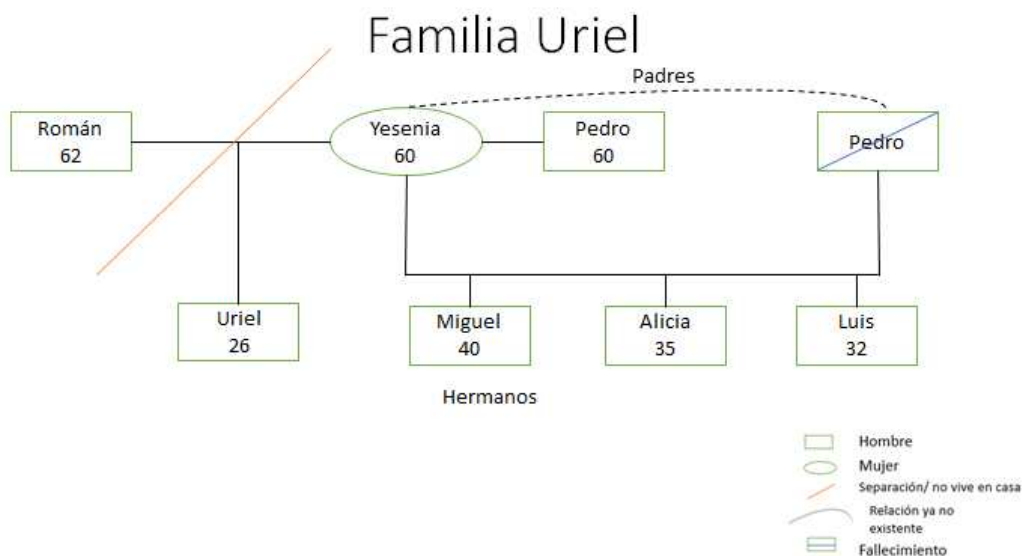 Familia Uriel
Padres
Román
62
Yesenia
60
Pedro
60
Pedro
Uriel
26
Miguel
40
Alicia
35
Luis
32
Hermanos
Hombre
Mujer
Separación/ no vive en casa
Relación ya no
existente
Fallecimiento